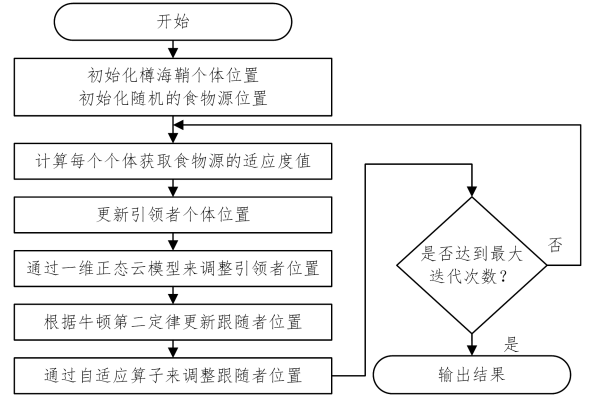 开始
初始化樽海鞘个体位置
初始化随机的食物源位置
计算每个个体获取食物源的适应度值
更新引领者个体位置
通过一维正态云模型来调整引领者位置
根据牛顿第二定律更新跟随者位置
通过自适应算子来调整跟随者位置
是否达到最大
迭代次数？
否
是
输出结果